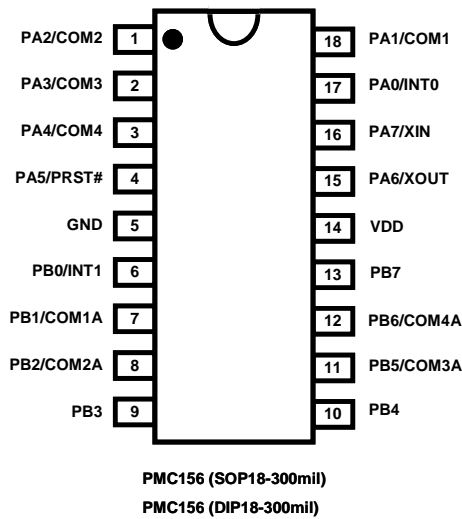 PA2/COM2 1 18 PA1/COM1
PA3/COM3 2 17 PA0/INT0
PA4/COM4 3 16 PA7/XIN
PA5/PRST# 4 15 PA6/XOUT
GND 5 14 VDD
PB0/INT1 6 13 PB7
PB1/COM1A 7 12 PB6/COM4A
PB2/COM2A 8 11 PB5/COM3A
PB3 9 10 PB4
PMC156 (SOP18-300mil)
PMC156 (DIP18-300mil)